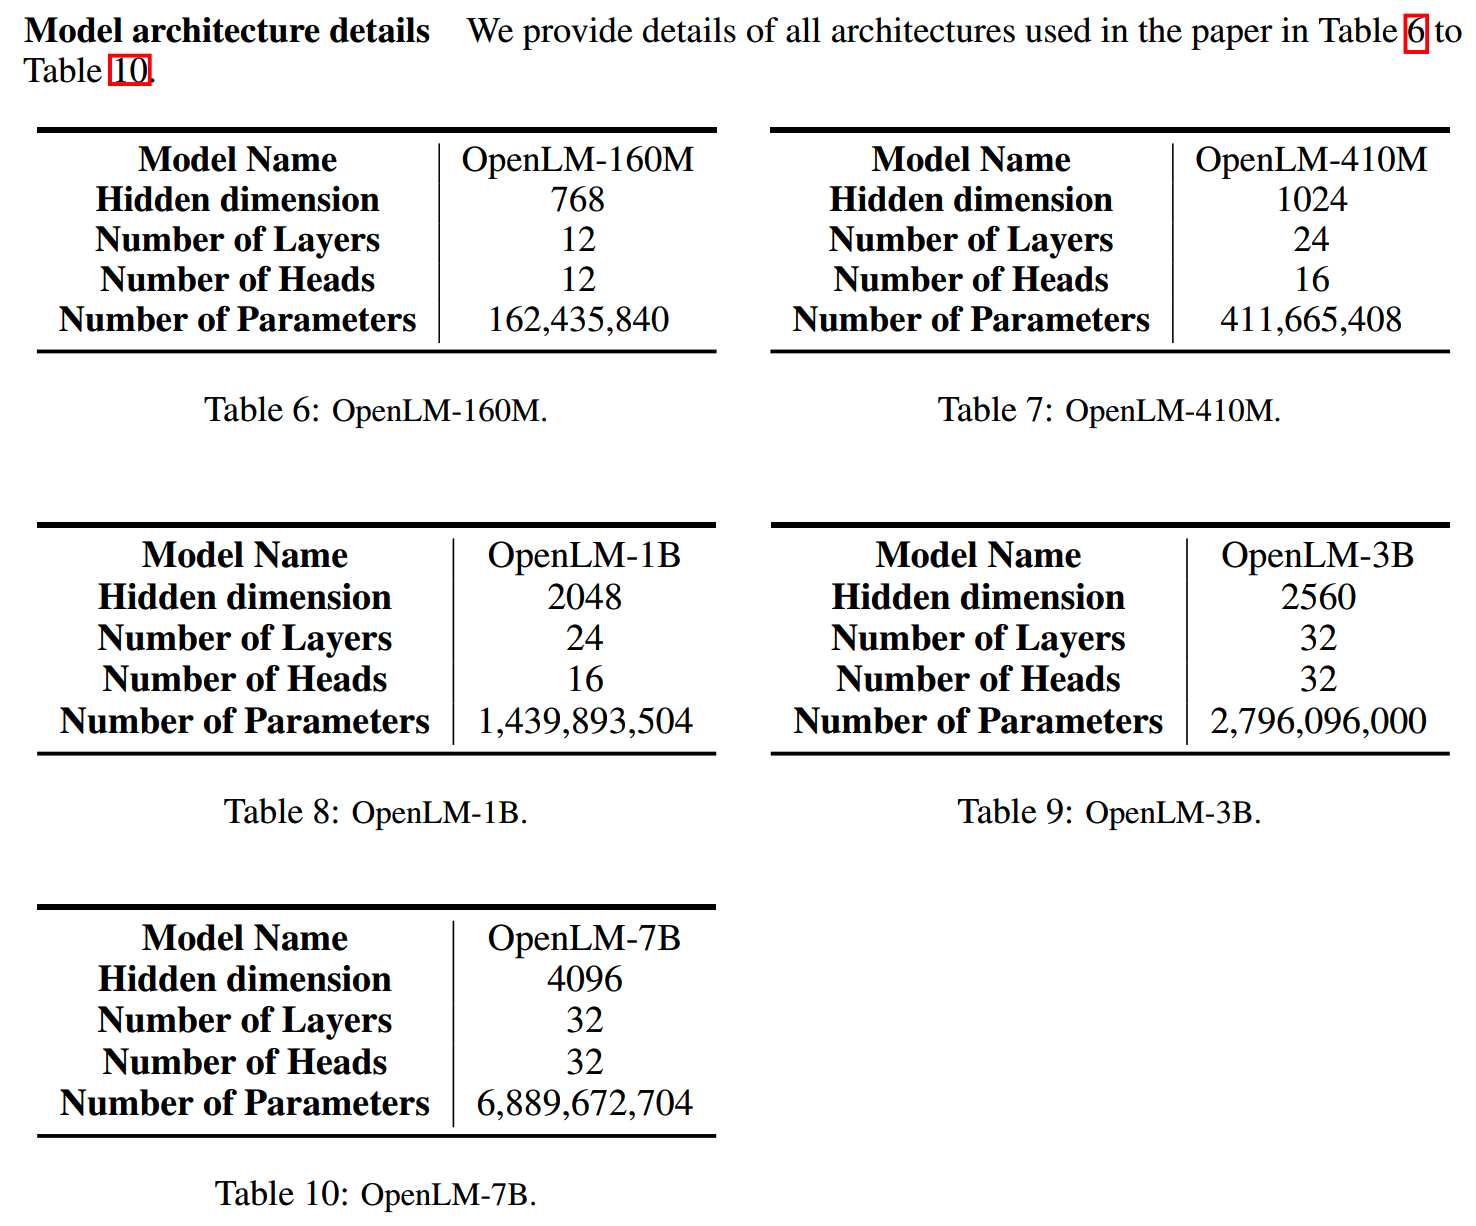 Model architecture details We provide details of all architectures used in the paper in Table 6 to
Table 10.
Model Name OpenLM-160M
Hidden dimension 768
Number of Layers 12
Number of Heads 12
Number of Parameters 162,435,840
Table 6: OpenLM-160M.
Model Name OpenLM-410M
Hidden dimension 1024
Number of Layers 24
Number of Heads 16
Number of Parameters 411,665,408
Table 7: OpenLM-410M.
Model Name OpenLM-1B
Hidden dimension 2048
Number of Layers 24
Number of Heads 16
Number of Parameters 1,439,893,504
Table 8: OpenLM-1B.
Model Name OpenLM-3B
Hidden dimension 2560
Number of Layers 32
Number of Heads 32
Number of Parameters 2,796,096,000
Table 9: OpenLM-3B.
Model Name OpenLM-7B
Hidden dimension 4096
Number of Layers 32
Number of Heads 32
Number of Parameters 6,889,672,704
Table 10: OpenLM-7B.